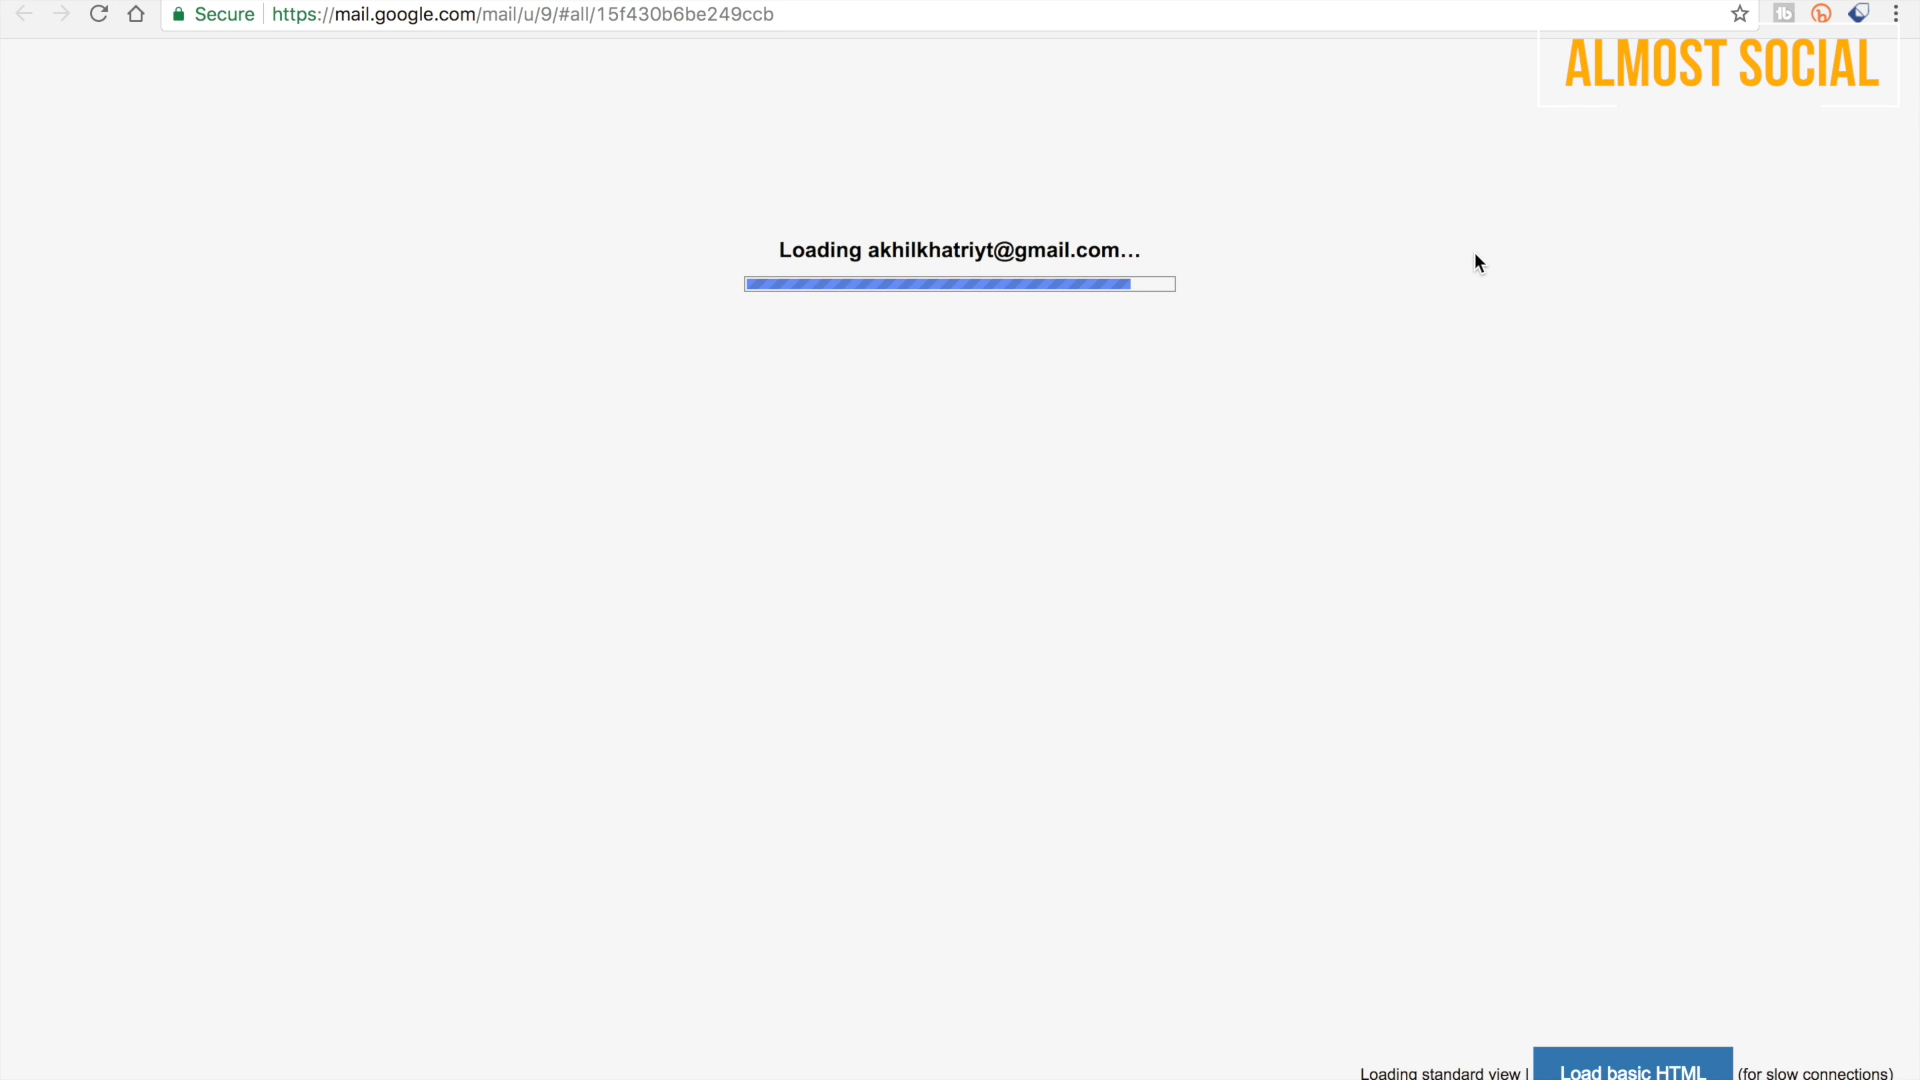 Secure https://mail.google.com/mail/u/9/#all/15f430b6be249ccb
ALMOST SOCIAL
Loading akhilkhatriyt@gmail.com…
Loading standard view | Load basic HTML (for slow connections)